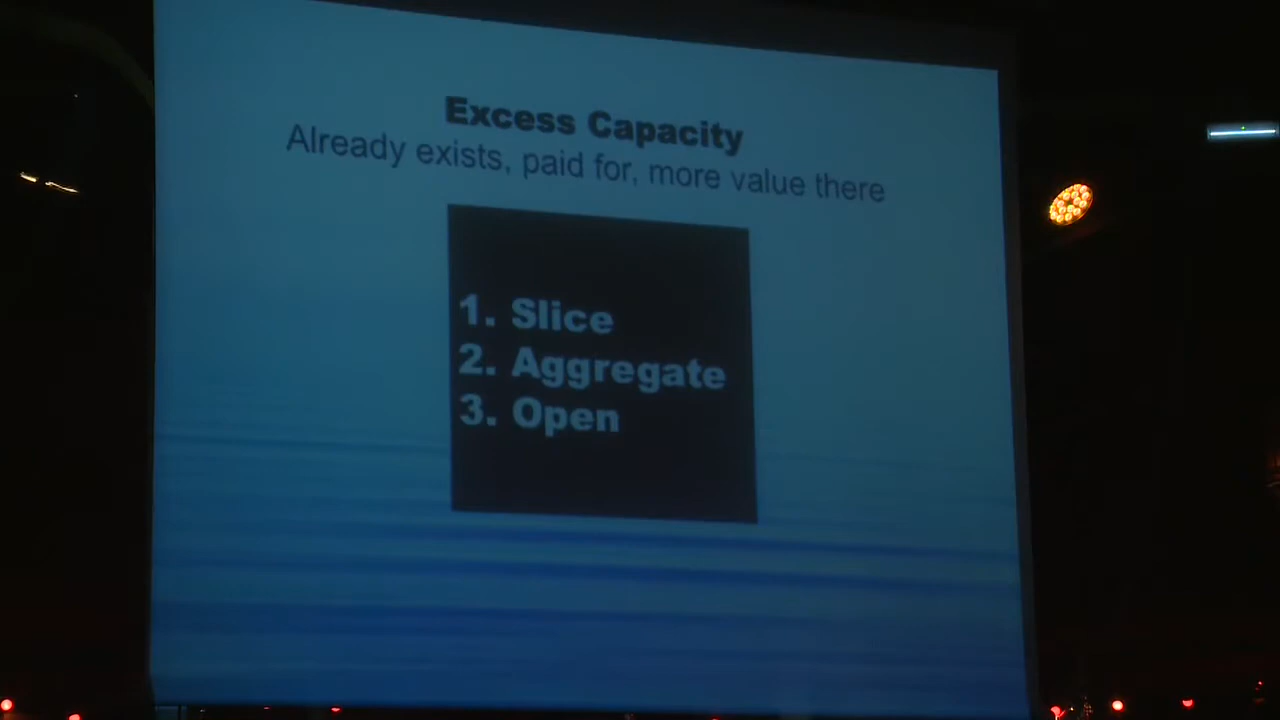 Excess Capacity
Already exists, paid for, more value there
1. Slice
2. Aggregate
3. Open